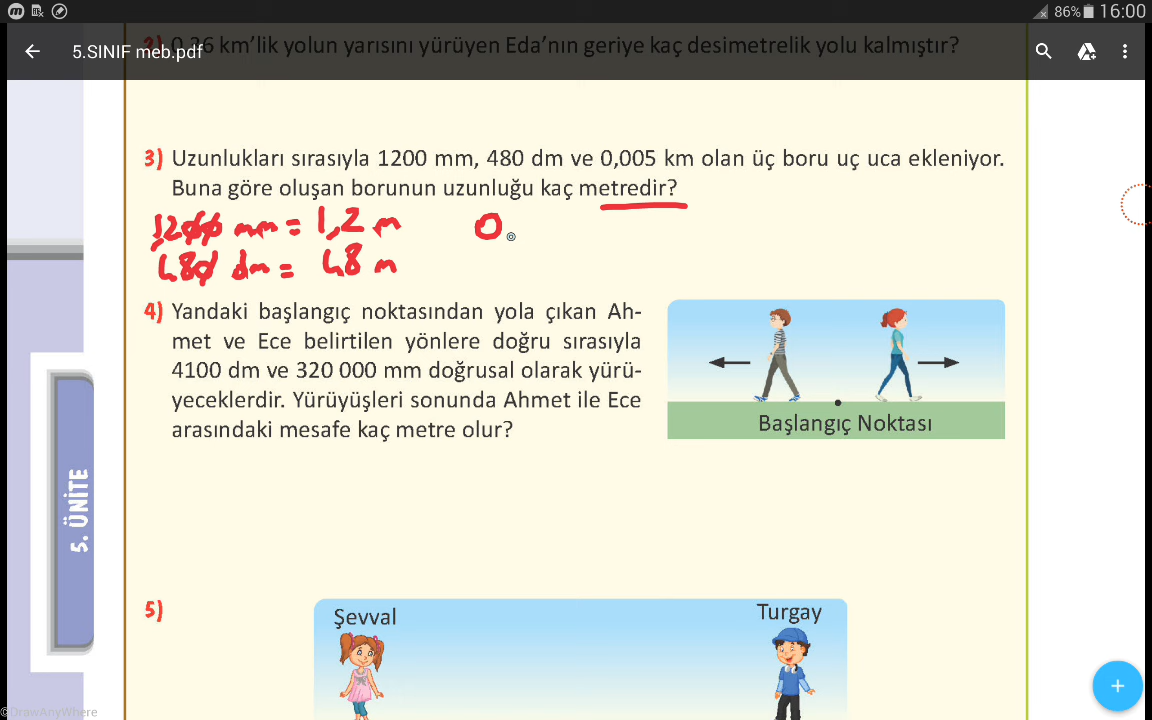 86% 16:00
2) 0,36 km'lik yolun yarısını yürüyen Eda'nın geriye kaç desimetrelik yolu kalmıştır?
5.SINIF meb.pdf
3) Uzunlukları sırasıyla 1200 mm, 480 dm ve 0,005 km olan üç boru uç uca ekleniyor.
Buna göre oluşan borunun uzunluğu kaç metredir?
1200 mm = 1,2 m 0
480 dm = 48 m
4) Yandaki başlangıç noktasından yola çıkan Ah-
met ve Ece belirtilen yönlere doğru sırasıyla
4100 dm ve 320 000 mm doğrusal olarak yürü-
yeceklerdir. Yürüyüşleri sonunda Ahmet ile Ece
arasındaki mesafe kaç metre olur?
Başlangıç Noktası
5. ÜNİTE
5)
Şevval
Turgay
©DrawAnyWhere